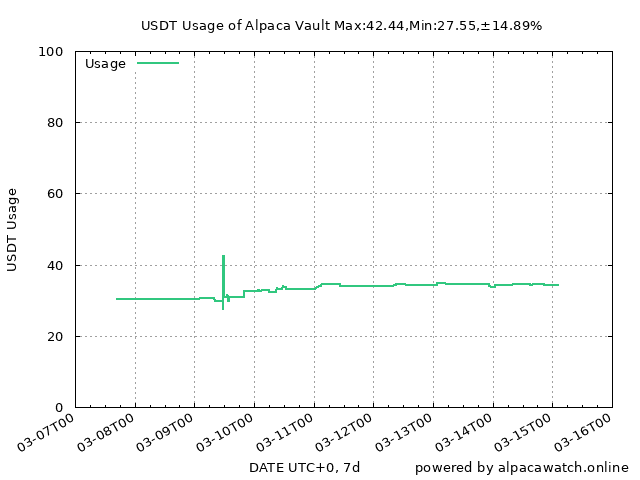 USDT Usage of Alpaca Vault Max:42.44,Min:27.55,±14.89%
Usage
USDT Usage
100
80
60
40
20
0
03-07T00
03-08T00
03-09T00
03-10T00
03-11T00
03-12T00
03-13T00
03-14T00
03-15T00
03-16T00
DATE UTC+0, 7d
powered by alpacawatch.online